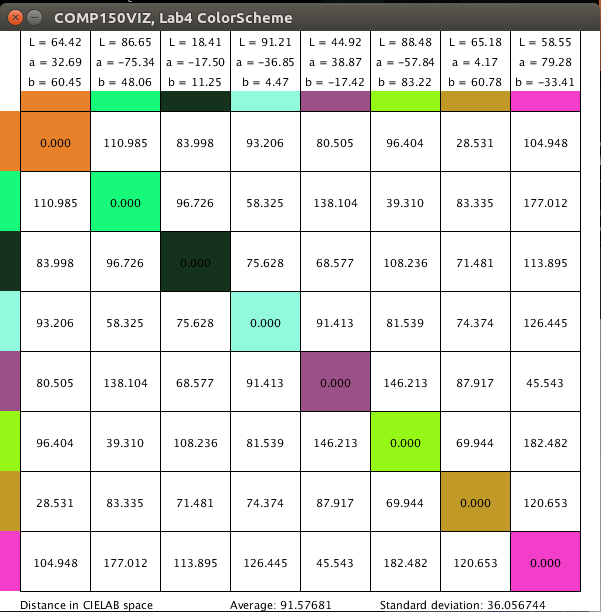 COMP150VIZ, Lab4 ColorScheme
L = 64.42 L = 86.65 L = 18.41 L = 91.21 L = 44.92 L = 88.48 L = 65.18 L = 58.55
a = 32.69 a = −75.34 a = −17.50 a = −36.85 a = 38.87 a = −57.84 a = 4.17 a = 79.28
b = 60.45 b = 48.06 b = 11.25 b = 4.47 b = −17.42 b = 83.22 b = 60.78 b = −33.41
0.000 110.985 83.998 93.206 80.505 96.404 28.531 104.948
110.985 0.000 96.726 58.325 138.104 39.310 83.335 177.012
83.998 96.726 0.000 75.628 68.577 108.236 71.481 113.895
93.206 58.325 75.628 0.000 91.413 81.539 74.374 126.445
80.505 138.104 68.577 91.413 0.000 146.213 87.917 45.543
96.404 39.310 108.236 81.539 146.213 0.000 69.944 182.482
28.531 83.335 71.481 74.374 87.917 69.944 0.000 120.653
104.948 177.012 113.895 126.445 45.543 182.482 120.653 0.000
Distance in CIELAB space Average: 91.57681 Standard deviation: 36.056744